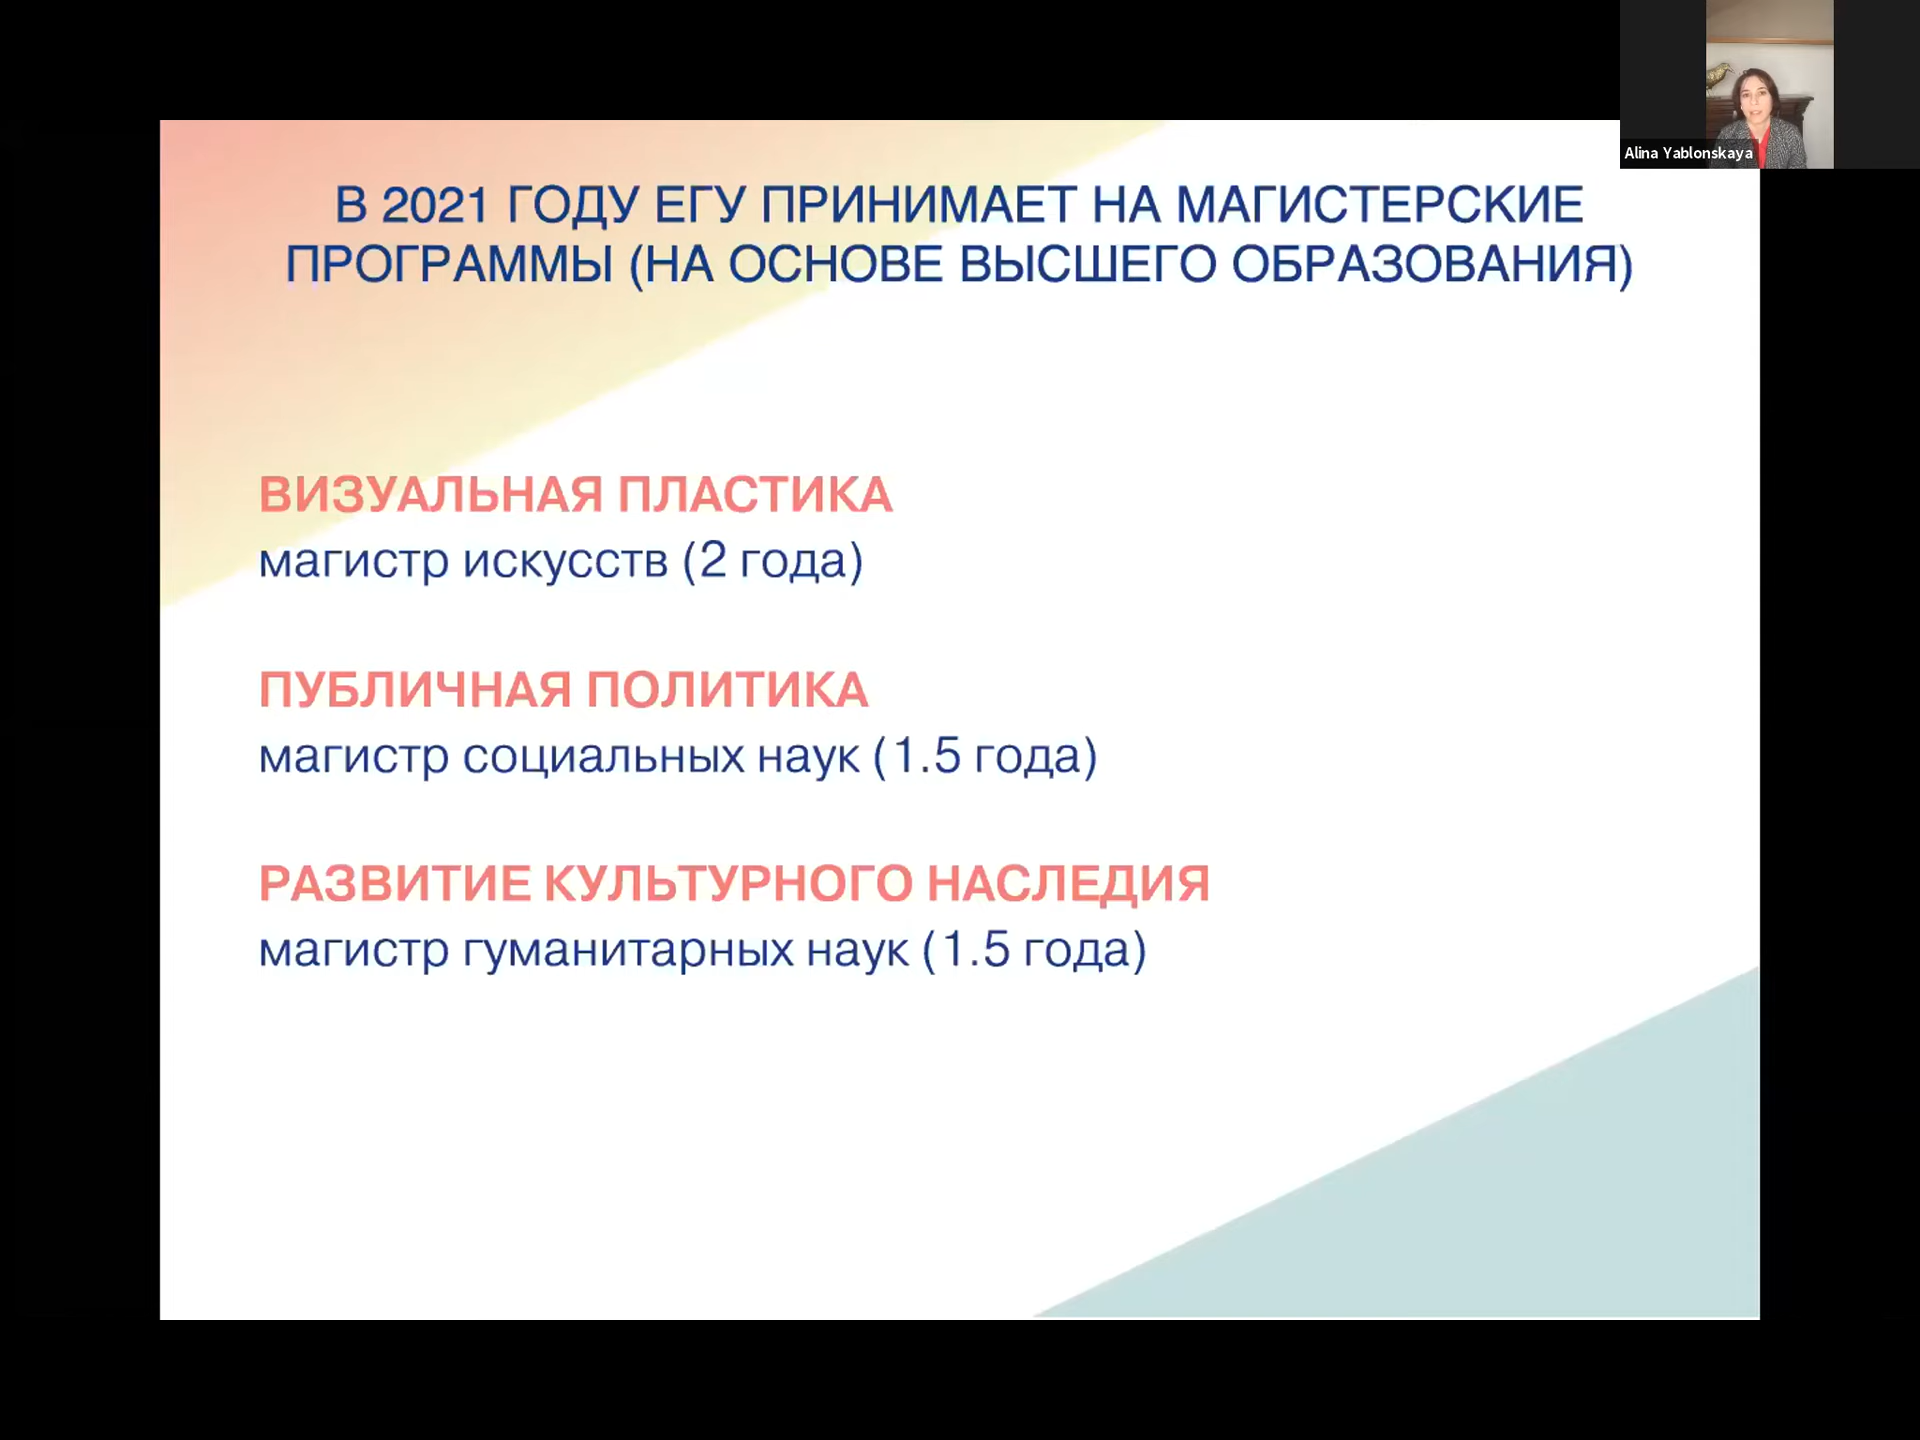 Alina Yablonskaya
В 2021 ГОДУ ЕГУ ПРИНИМАЕТ НА МАГИСТЕРСКИЕ
ПРОГРАММЫ (НА ОСНОВЕ ВЫСШЕГО ОБРАЗОВАНИЯ)
ВИЗУАЛЬНАЯ ПЛАСТИКА
магистр искусств (2 года)
ПУБЛИЧНАЯ ПОЛИТИКА
магистр социальных наук (1.5 года)
РАЗВИТИЕ КУЛЬТУРНОГО НАСЛЕДИЯ
магистр гуманитарных наук (1.5 года)